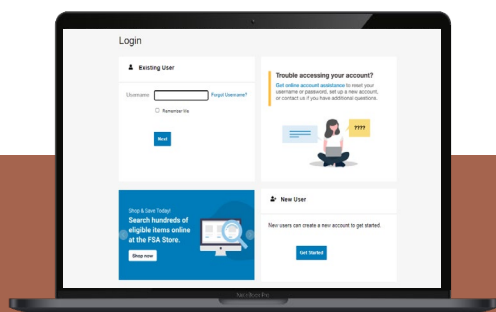 Login
Existing User
Username
Forgot Username?
Remember Me
Next
Trouble accessing your account?
Get online account assistance to reset your
username or password, set up a new account,
or contact us if you have additional questions.
????
Shop & Save Today!
Search hundreds of
eligible items online
at the FSA Store.
Shop now
New User
New users can create a new account to get started.
Get Started